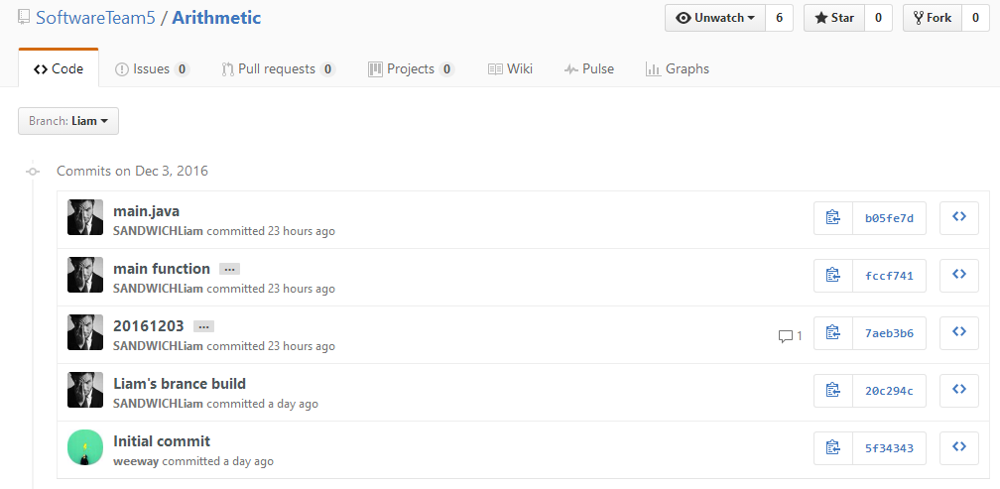 SoftwareTeam5 / Arithmetic
Unwatch 6 Star 0 Fork 0
Code Issues 0 Pull requests 0 Projects 0 Wiki Pulse Graphs
Branch: Liam
Commits on Dec 3, 2016
main.java
SANDWICHLiam committed 23 hours ago
b05fe7d
main function ...
SANDWICHLiam committed 23 hours ago
fccf741
20161203 ...
SANDWICHLiam committed 23 hours ago
1 7aeb3b6
Liam's brance build
SANDWICHLiam committed a day ago
20c294c
Initial commit
weeway committed a day ago
5f34343